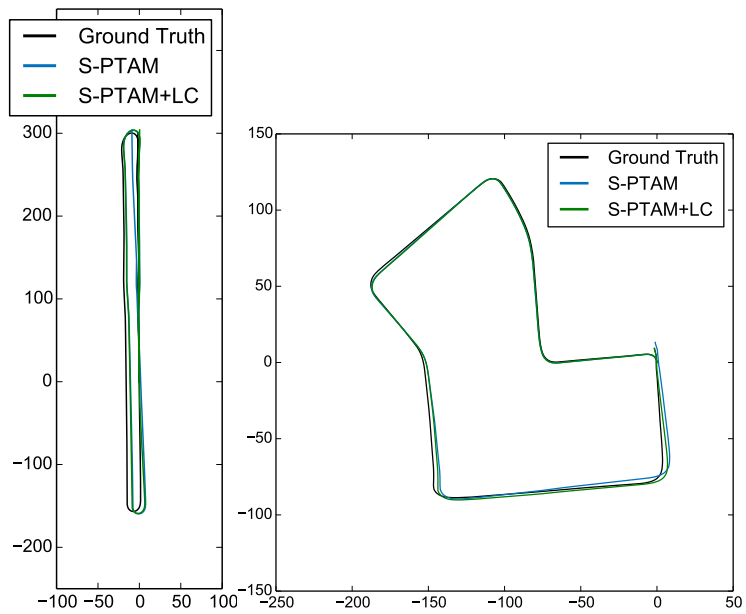 Ground Truth
S-PTAM
S-PTAM+LC
300
200
100
0
−100
−200
−100 −50 0 50 100
150
100
50
0
−50
−100
−150
−250 −200 −150 −100 −50 0 50
Ground Truth
S-PTAM
S-PTAM+LC